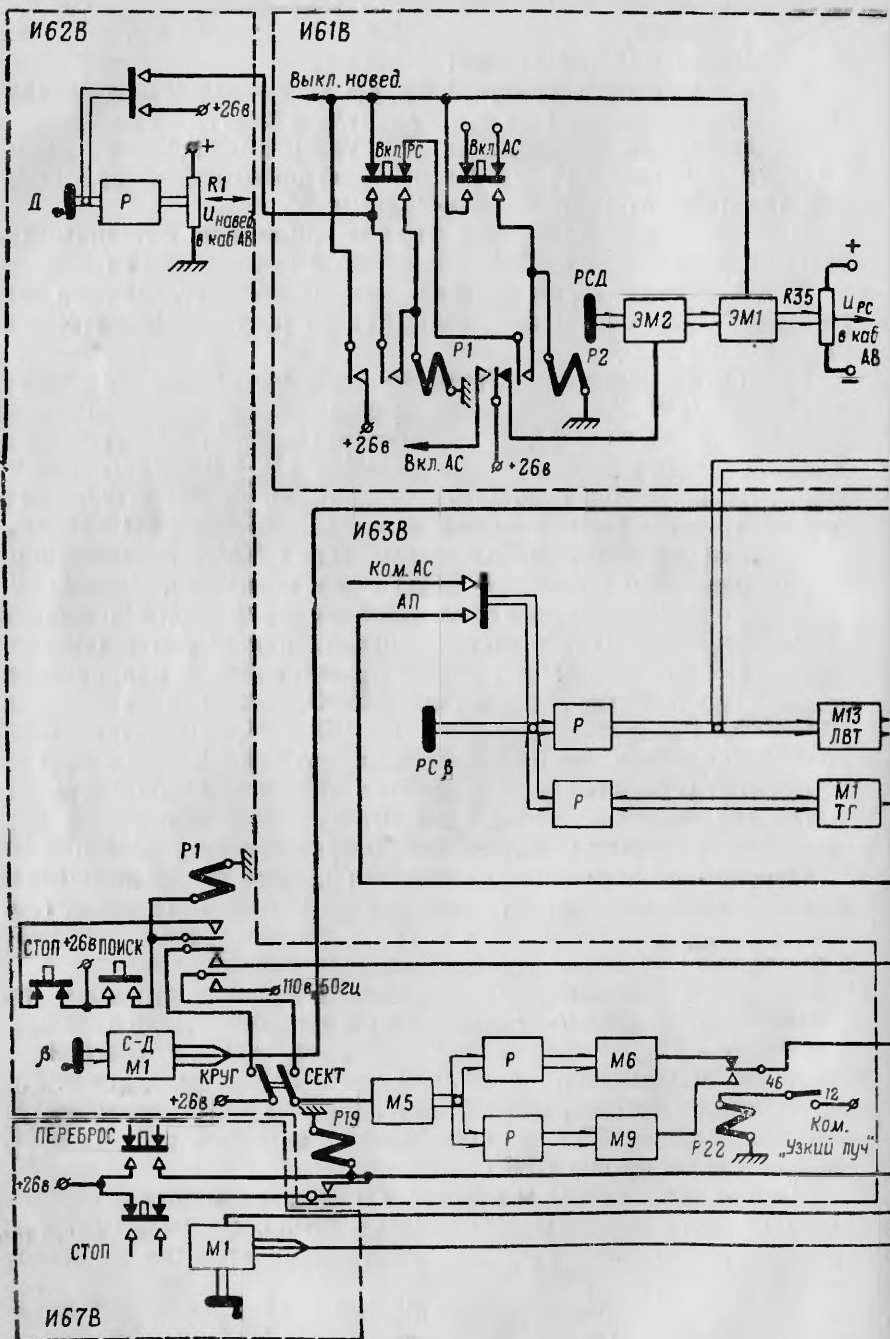 И62В
И61В
Выкл. навед.
+26в
Вкл РС
Вкл АС
+
Д
Р
R1
Uнавед.
в каб АВ
РСД
ЭМ2
ЭМ1
R35
+
U РС
в каб
АВ
–
Р1
Р2
+26в
Вкл. АС
+26в
И63В
Ком. АС
АП
РС β
Р
М13
ЛВТ
Р
М1
ТГ
Р1
СТОП +26в ПОИСК
110в, 50гц
β
С-Д
М1
КРУГ
СЕКТ
+26в
Р19
М5
Р
М6
Р
М9
46
12
Р22
Ком.
„Узкий луч"
ПЕРЕБРОС
+26в
СТОП
М1
И67В